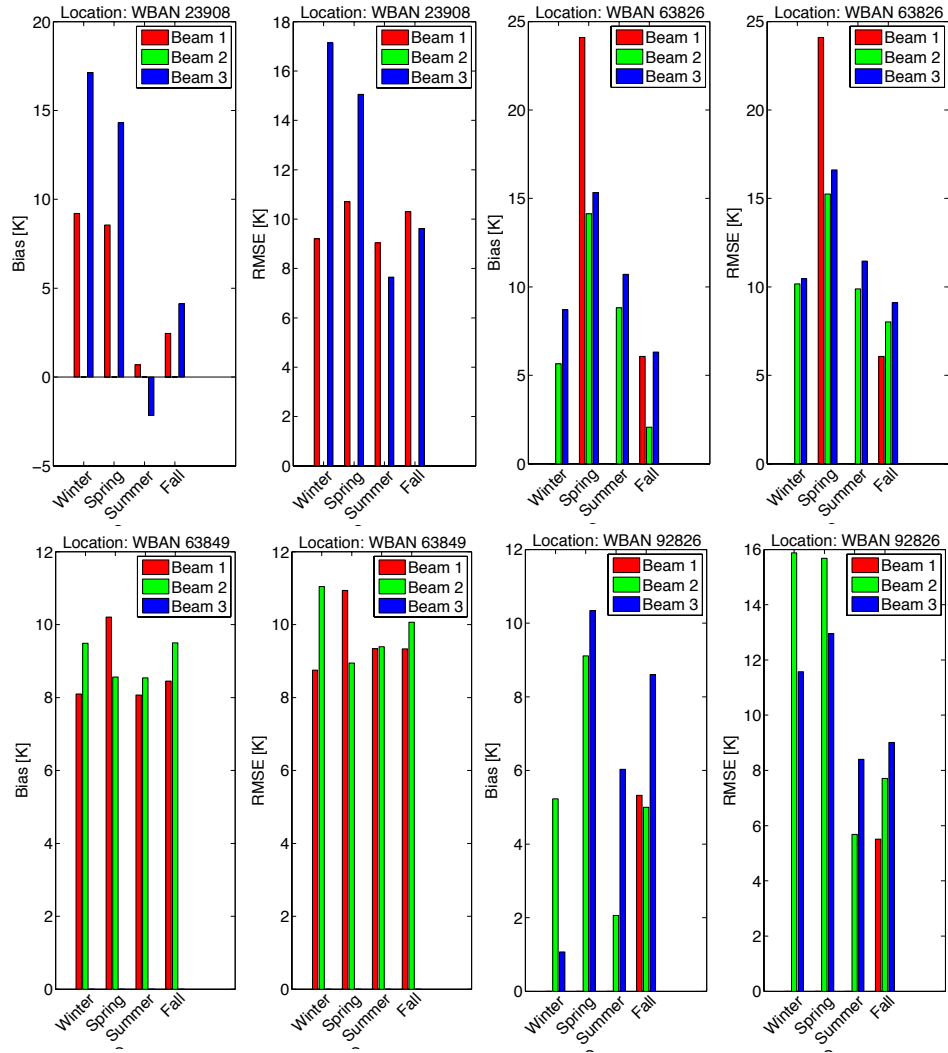 Location: WBAN 23908
Beam 1
Beam 2
Beam 3
Bias [K]
20
15
10
5
0
−5
Winter
Spring
Summer
Fall
Location: WBAN 23908
Beam 1
Beam 2
Beam 3
RMSE [K]
18
16
14
12
10
8
6
4
2
0
Winter
Spring
Summer
Fall
Location: WBAN 63826
Beam 1
Beam 2
Beam 3
Bias [K]
25
20
15
10
5
0
Winter
Spring
Summer
Fall
Location: WBAN 63826
Beam 1
Beam 2
Beam 3
RMSE [K]
25
20
15
10
5
0
Winter
Spring
Summer
Fall
Location: WBAN 63849
Beam 1
Beam 2
Beam 3
Bias [K]
12
10
8
6
4
2
0
Winter
Spring
Summer
Fall
Location: WBAN 63849
Beam 1
Beam 2
Beam 3
RMSE [K]
12
10
8
6
4
2
0
Winter
Spring
Summer
Fall
Location: WBAN 92826
Beam 1
Beam 2
Beam 3
Bias [K]
12
10
8
6
4
2
0
Winter
Spring
Summer
Fall
Location: WBAN 92826
Beam 1
Beam 2
Beam 3
RMSE [K]
16
14
12
10
8
6
4
2
0
Winter
Spring
Summer
Fall